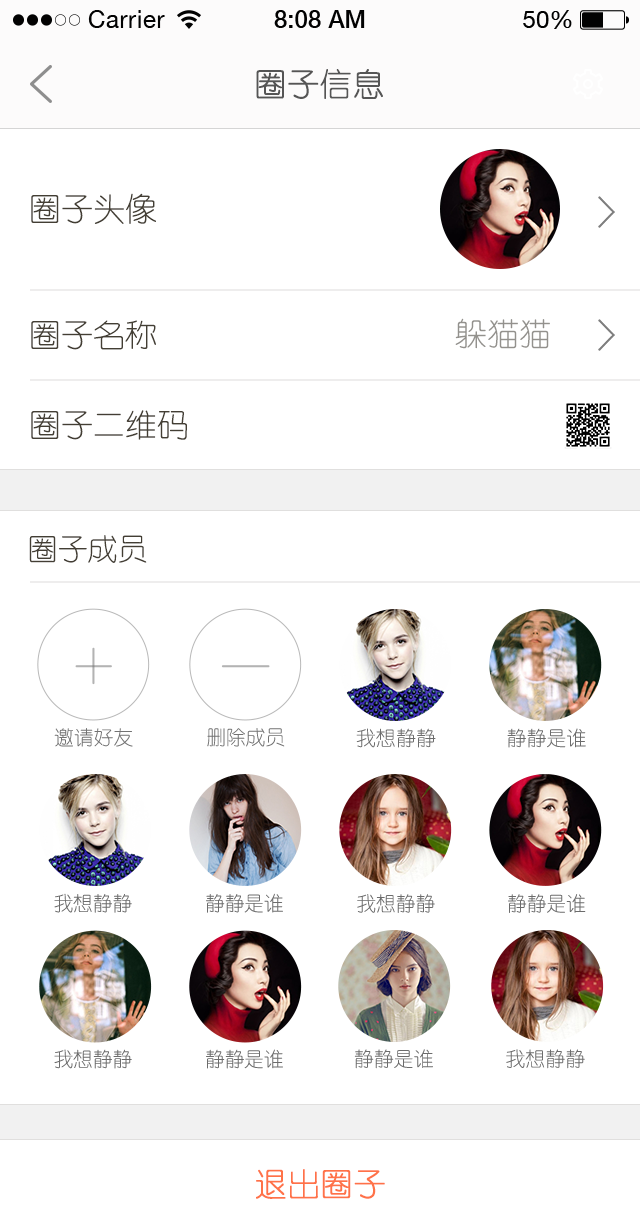 Carrier 8:08 AM 50%
圈子信息
圈子头像
圈子名称 躲猫猫
圈子二维码
圈子成员
邀请好友 删除成员 我想静静 静静是谁
我想静静 静静是谁 我想静静 静静是谁
我想静静 静静是谁 静静是谁 我想静静
退出圈子